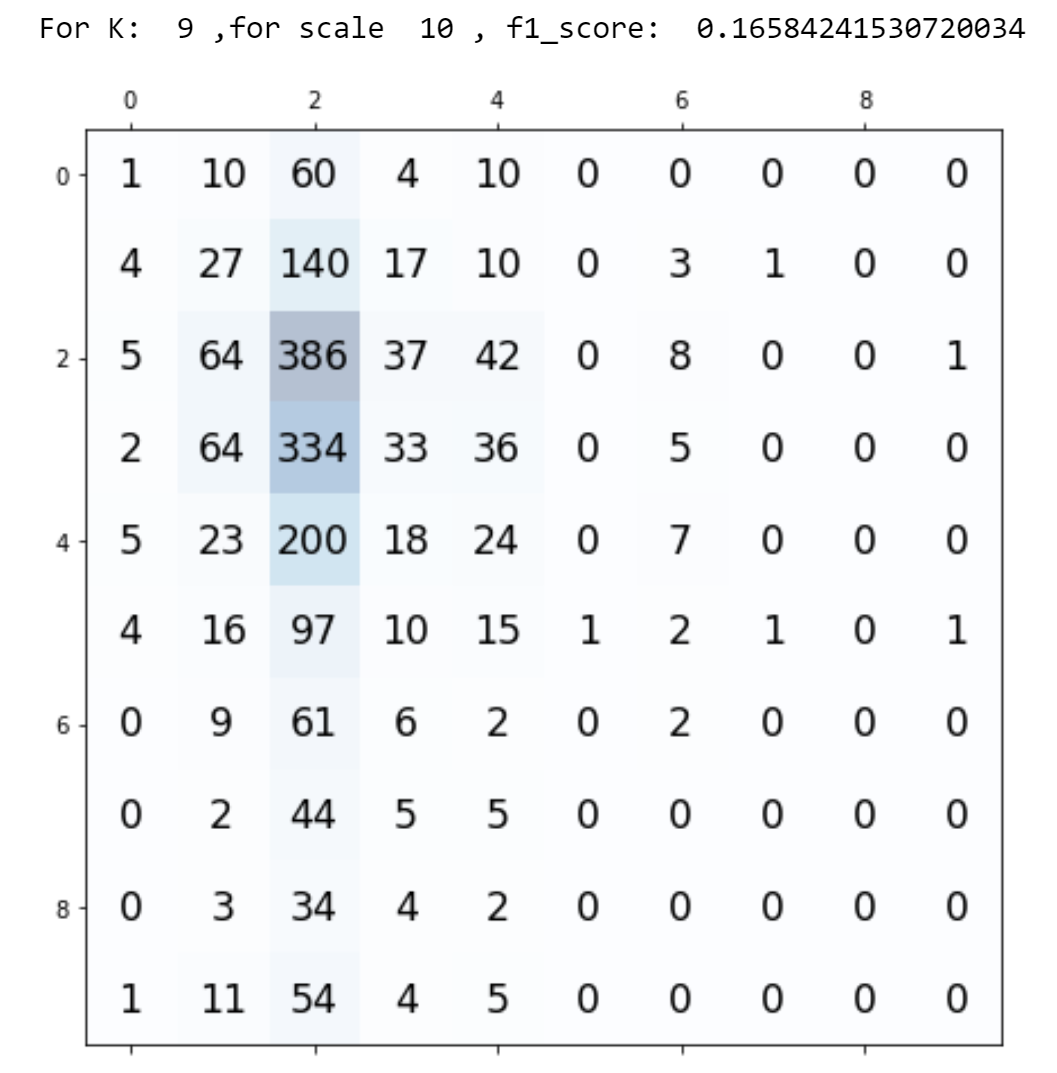 For K:  9 ,for scale  10 , f1_score:  0.16584241530720034
0 2 4 6 8
0 1 10 60 4 10 0 0 0 0 0
4 27 140 17 10 0 3 1 0 0
2 5 64 386 37 42 0 8 0 0 1
2 64 334 33 36 0 5 0 0 0
4 5 23 200 18 24 0 7 0 0 0
4 16 97 10 15 1 2 1 0 1
6 0 9 61 6 2 0 2 0 0 0
0 2 44 5 5 0 0 0 0 0
8 0 3 34 4 2 0 0 0 0 0
1 11 54 4 5 0 0 0 0 0